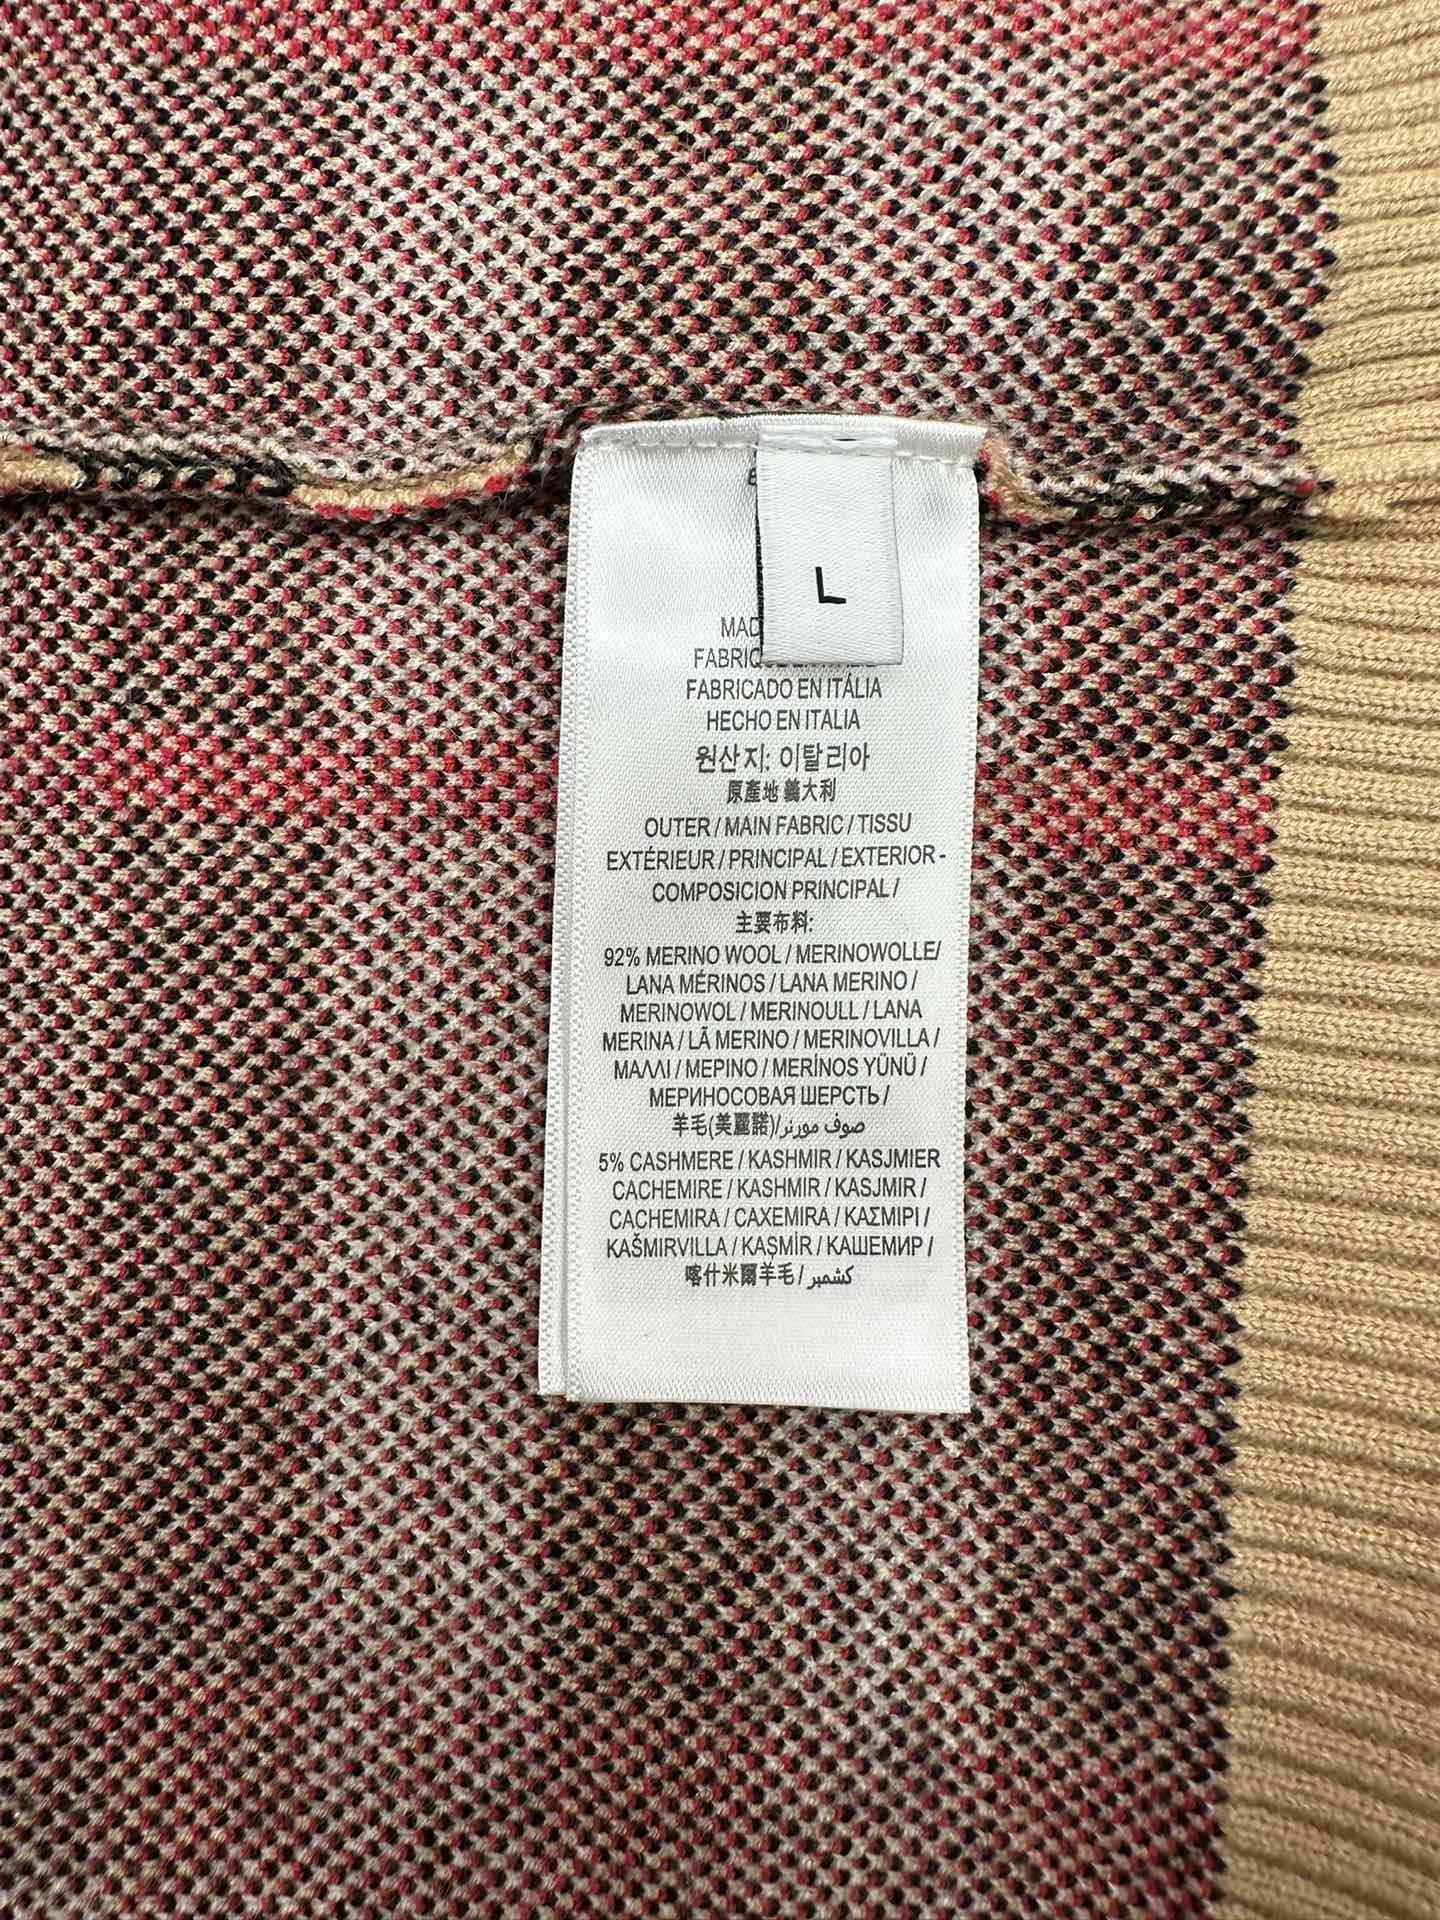 L
FABRICADO EN ITÁLIA
HECHO EN ITALIA
원산지: 이탈리아
原產地 義大利
OUTER / MAIN FABRIC / TISSU
EXTÉRIEUR / PRINCIPAL / EXTERIOR -
COMPOSICION PRINCIPAL /
主要布料:
92% MERINO WOOL / MERINOWOLLE/
LANA MÉRINOS / LANA MERINO /
MERINOWOL / MERINOULL / LANA
MERINA / LÃ MERINO / MERINOVILLA /
ΜΑΛΛΙ / ΜΕΡΙΝΟ / MERİNOS YÜNÜ /
МЕРИНОСОВАЯ ШЕРСТЬ /
羊毛(美麗諾)/صوف مورنر
5% CASHMERE / KASHMIR / KASJMIER
CACHEMIRE / KASHMIR / KASJMIR /
CACHEMIRA / CAXEMIRA / ΚΑΣΜΙΡΙ /
KAŠMIRVILLA / KAŞMİR / КАШЕМИР /
喀什米爾羊毛 / كشمير